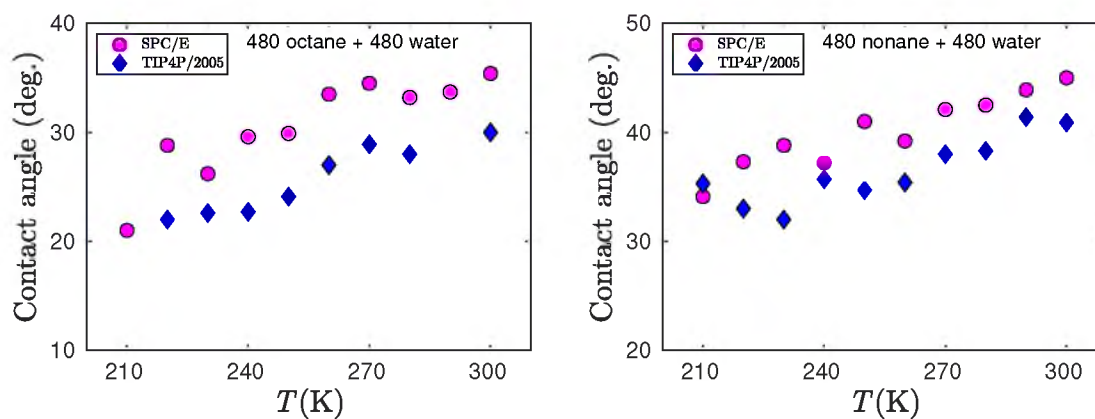 40
30
20
10
Contact angle (deg.)
SPC/E
TIP4P/2005
480 octane + 480 water
210
240
270
300
T(K)
50
40
30
20
Contact angle (deg.)
SPC/E
TIP4P/2005
480 nonane + 480 water
210
240
270
300
T(K)